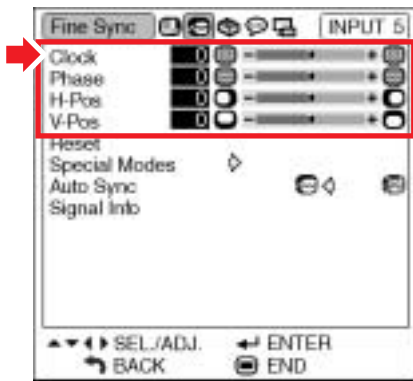 Fine Sync INPUT 5
Clock 0 - +
Phase 0 - +
H-Pos 0 - +
V-Pos 0 - +
Reset
Special Modes
Auto Sync
Signal Info
SEL./ADJ. ENTER
BACK END